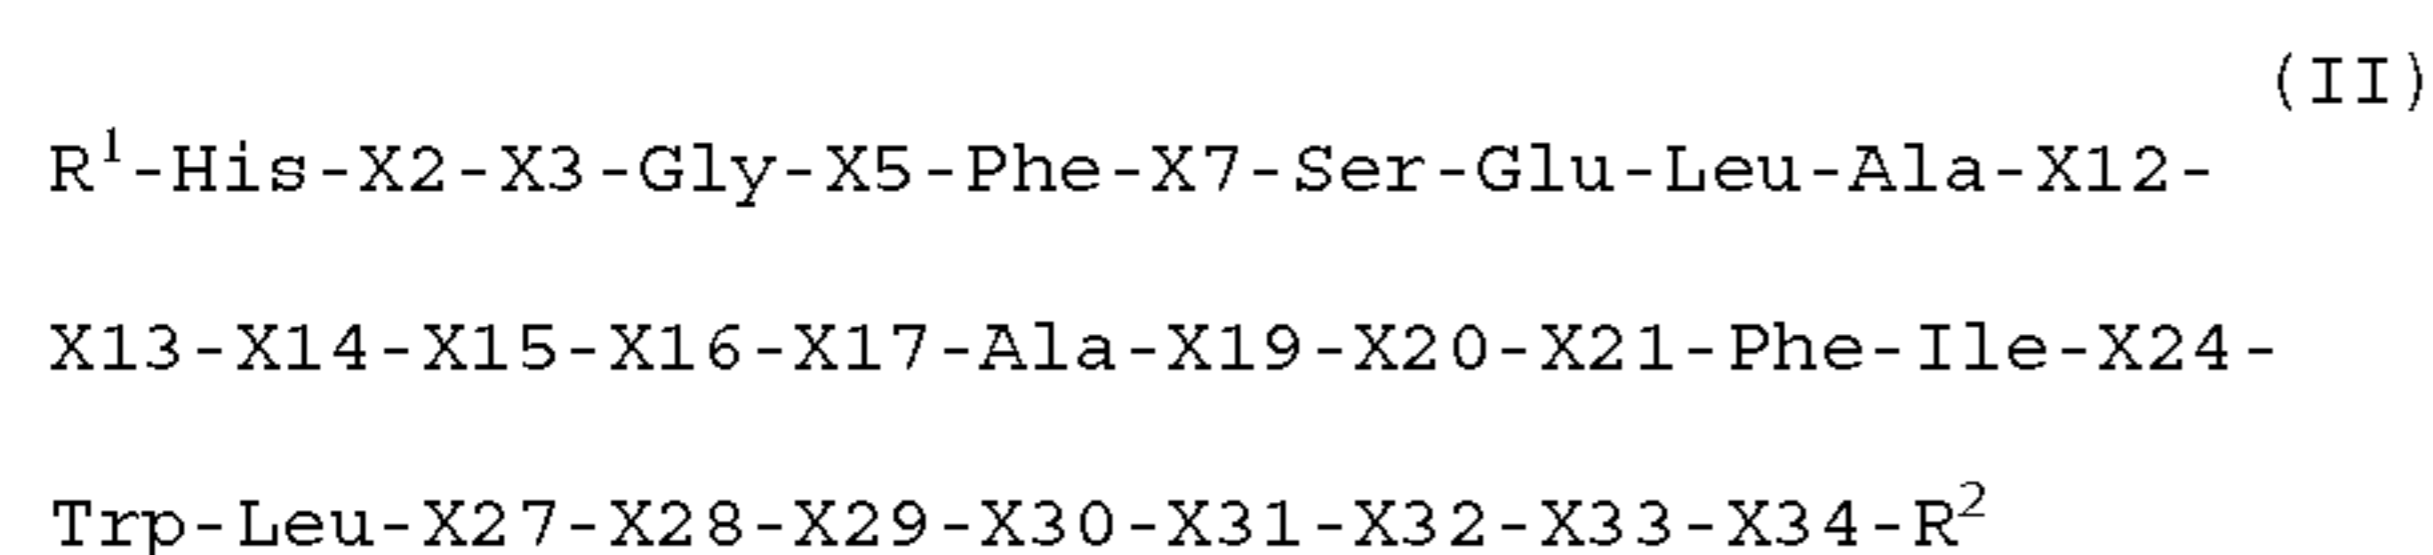 (II)
R¹-His-X2-X3-Gly-X5-Phe-X7-Ser-Glu-Leu-Ala-X12-
X13-X14-X15-X16-X17-Ala-X19-X20-X21-Phe-Ile-X24-
Trp-Leu-X27-X28-X29-X30-X31-X32-X33-X34-R²